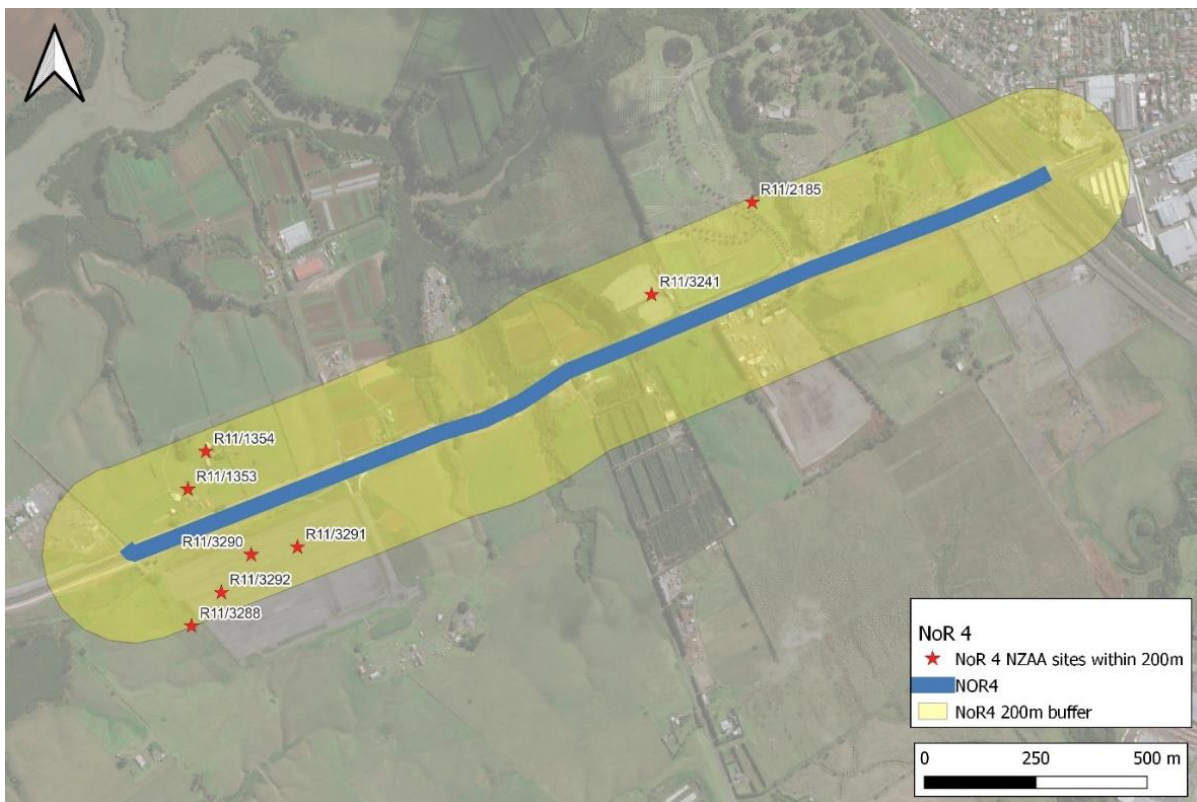 R11/2185
R11/3241
R11/1354
R11/1353
R11/3291
R11/3290
R11/3292
R11/3288
NoR 4
NoR 4 NZAA sites within 200m
NOR4
NoR4 200m buffer
0 250 500 m